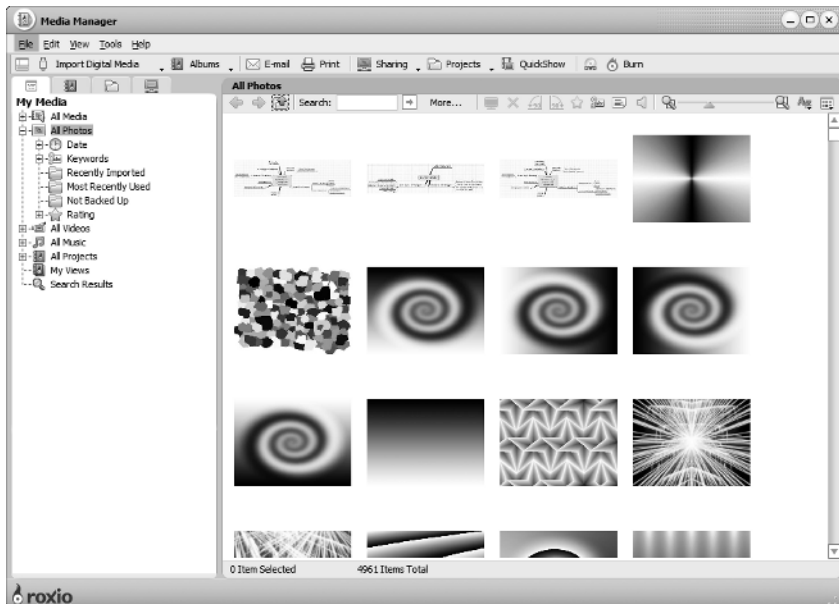 Media Manager
File Edit View Tools Help
Import Digital Media Albums E-mail Print Sharing Projects QuickShow Burn
My Media
All Media
All Photos
Date
Keywords
Recently Imported
Most Recently Used
Not Backed Up
Rating
All Videos
All Music
All Projects
My Views
Search Results
All Photos
Search: More...
0 Item Selected 4961 Items Total
roxio